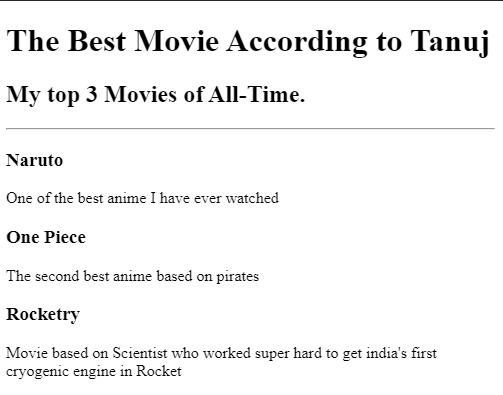 The Best Movie According to Tanuj
My top 3 Movies of All-Time.
Naruto
One of the best anime I have ever watched
One Piece
The second best anime based on pirates
Rocketry
Movie based on Scientist who worked super hard to get india's first
cryogenic engine in Rocket